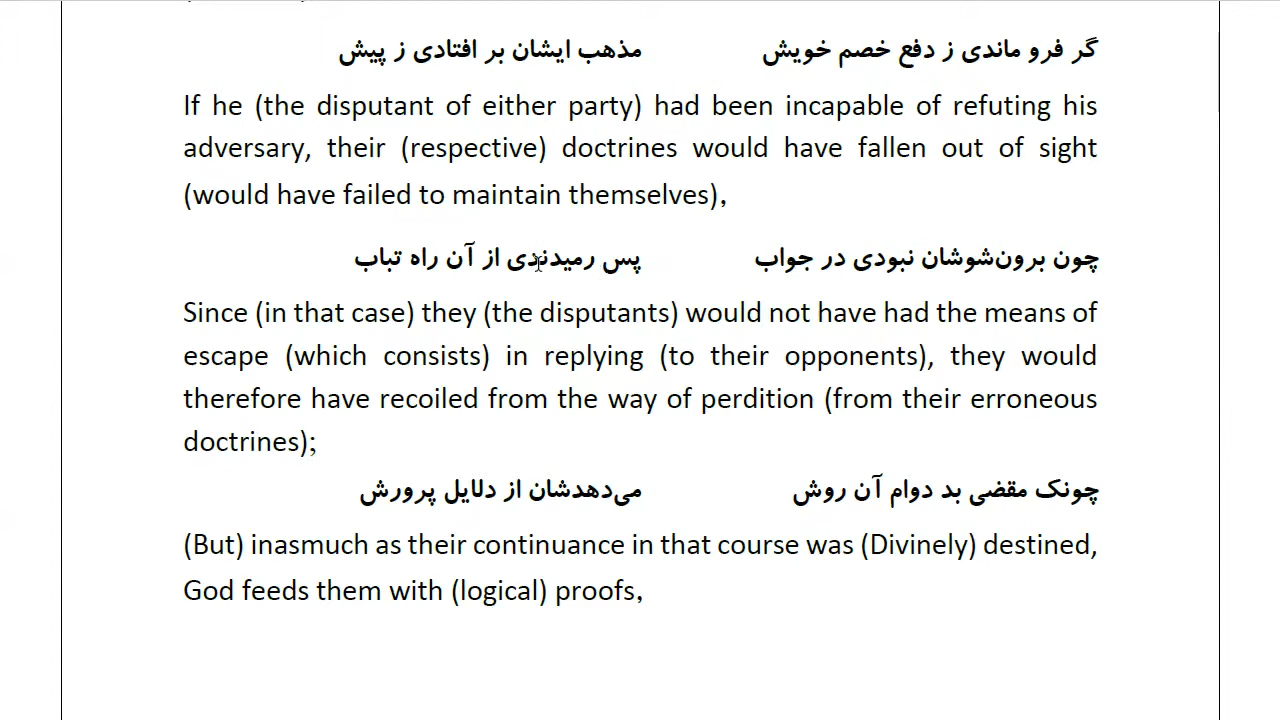 گر فرو ماندی ز دفع خصم خویش مذهب ایشان بر افتادی ز پیش
If he (the disputant of either party) had been incapable of refuting his
adversary, their (respective) doctrines would have fallen out of sight
(would have failed to maintain themselves),
چون برون‌شوشان نبودی در جواب پس رمیدندی از آن راه تباب
Since (in that case) they (the disputants) would not have had the means of
escape (which consists) in replying (to their opponents), they would
therefore have recoiled from the way of perdition (from their erroneous
doctrines);
چونک مقضی بد دوام آن روش می‌دهدشان از دلایل پرورش
(But) inasmuch as their continuance in that course was (Divinely) destined,
God feeds them with (logical) proofs,